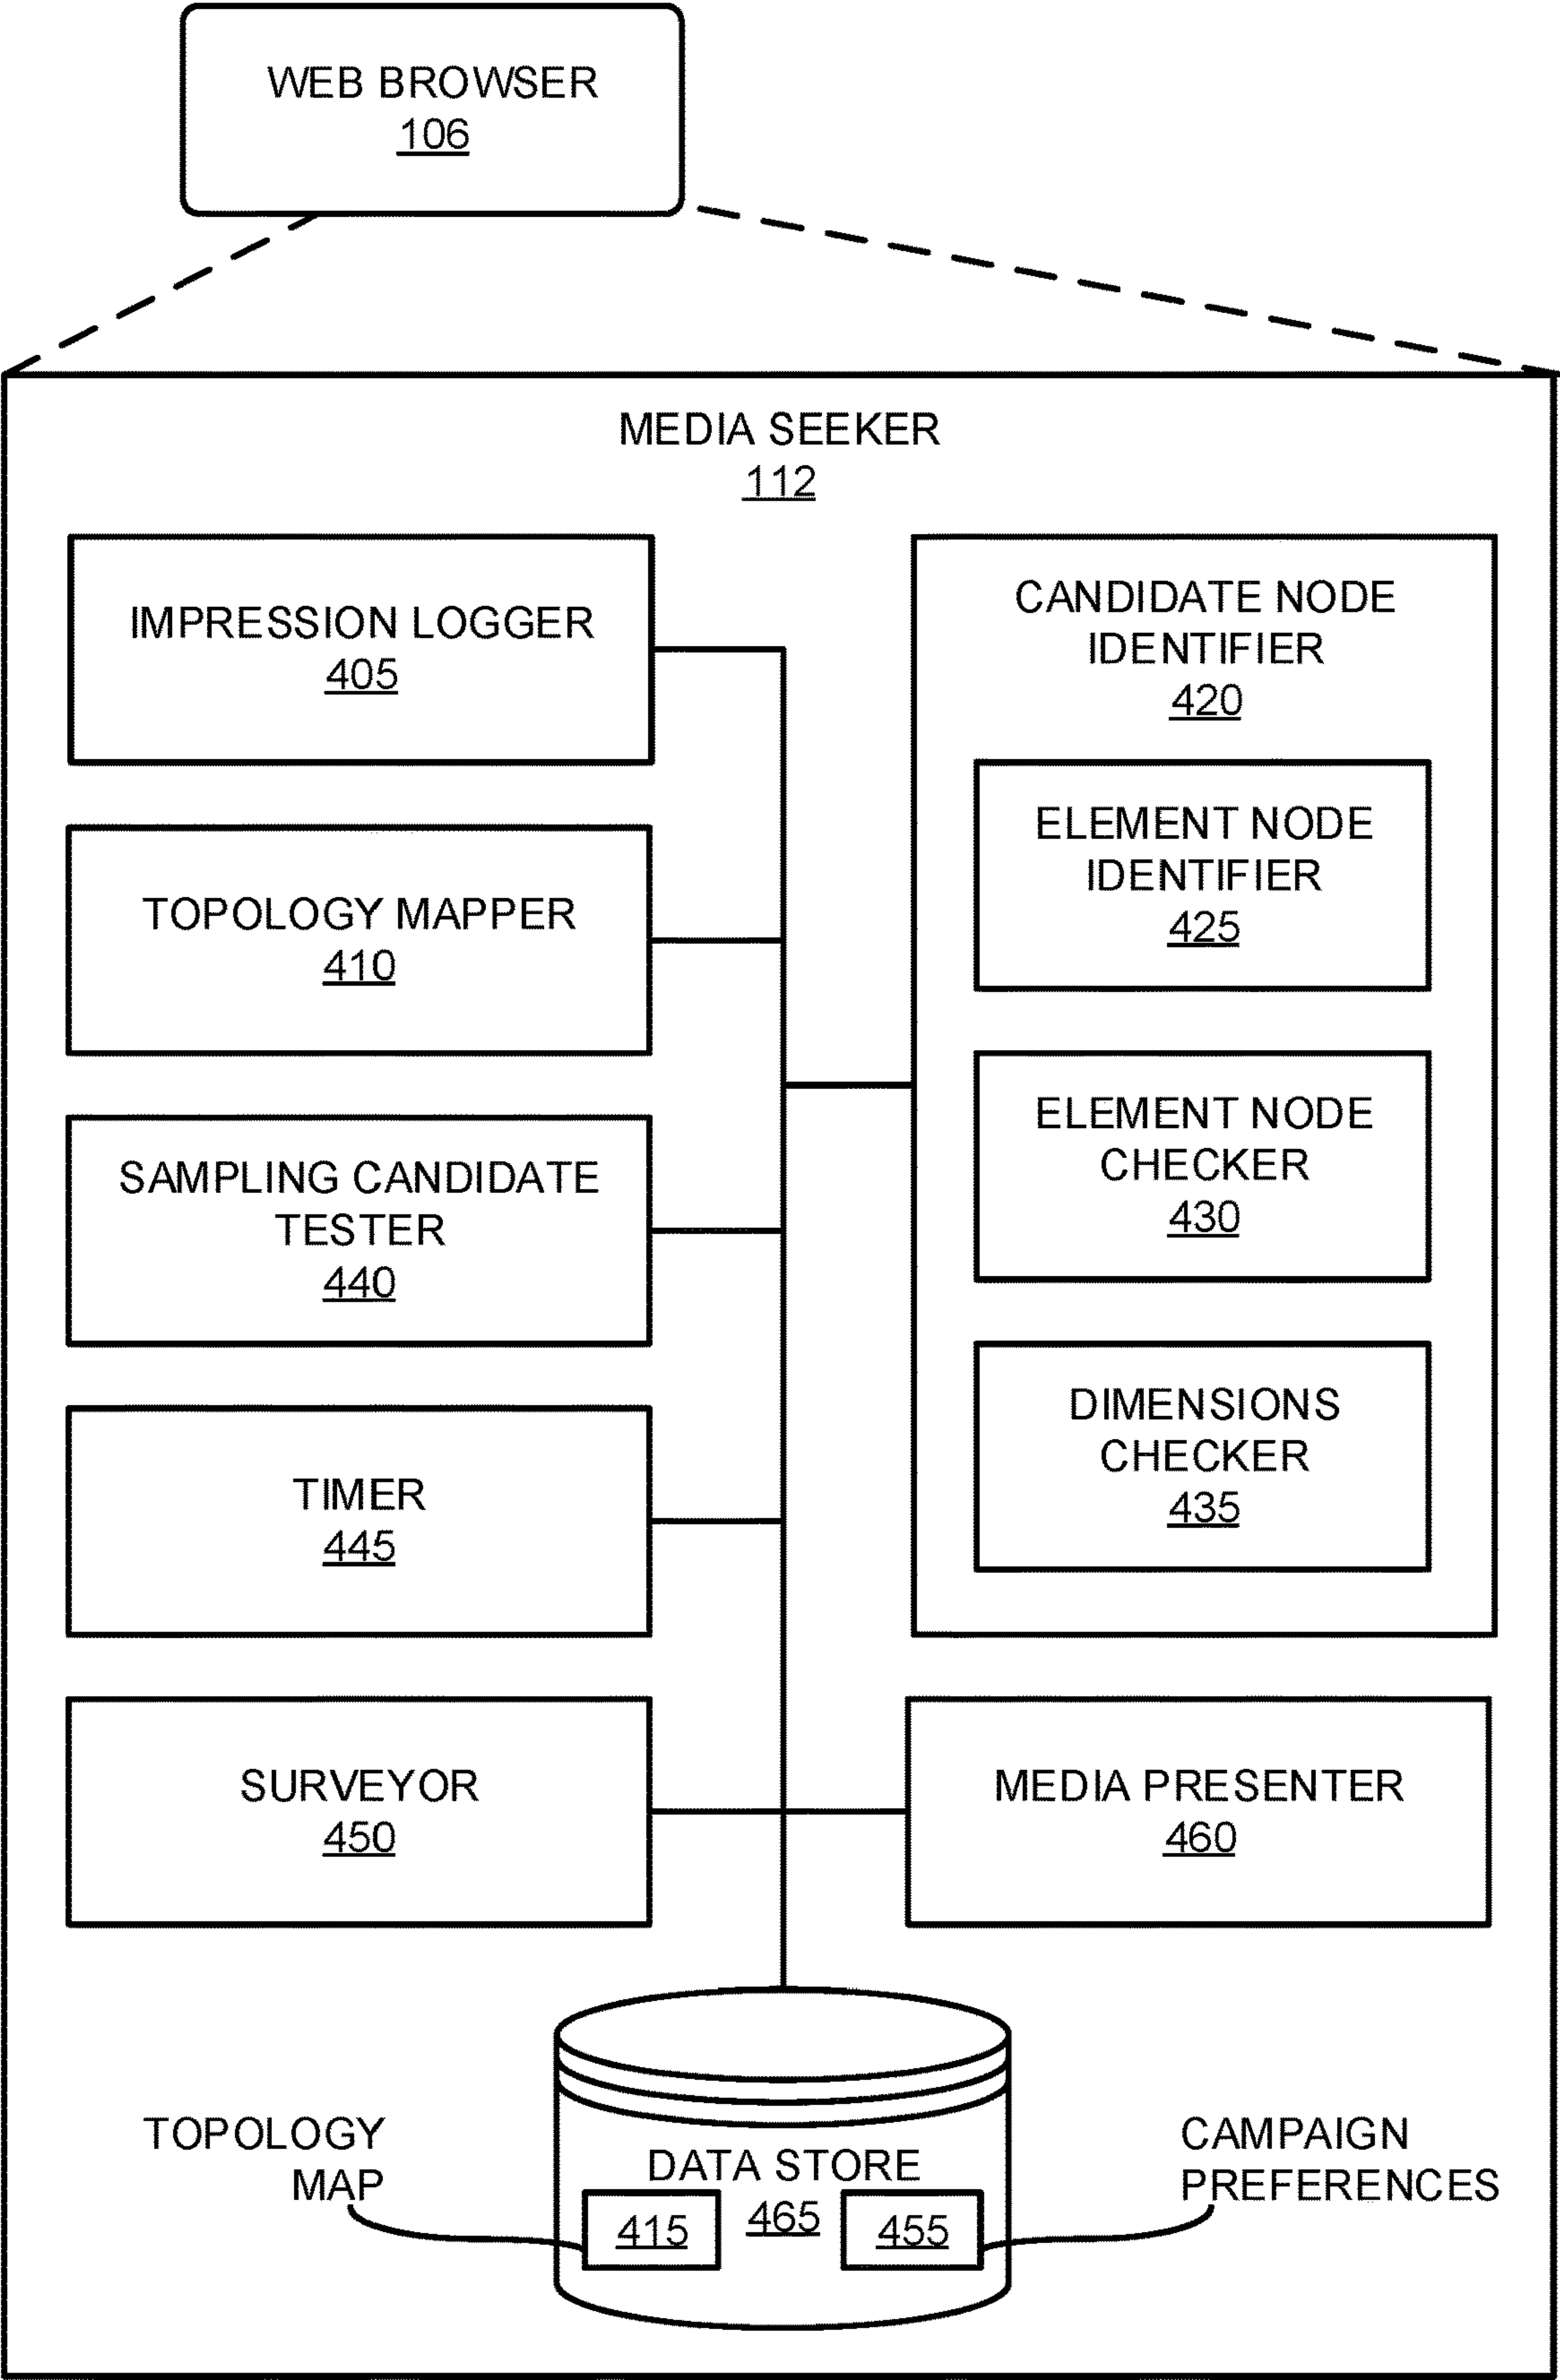 WEB BROWSER
106
MEDIA SEEKER
112
IMPRESSION LOGGER
405
TOPOLOGY MAPPER
410
SAMPLING CANDIDATE
TESTER
440
TIMER
445
SURVEYOR
450
CANDIDATE NODE
IDENTIFIER
420
ELEMENT NODE
IDENTIFIER
425
ELEMENT NODE
CHECKER
430
DIMENSIONS
CHECKER
435
MEDIA PRESENTER
460
TOPOLOGY
MAP
DATA STORE
465
415
455
CAMPAIGN
PREFERENCES